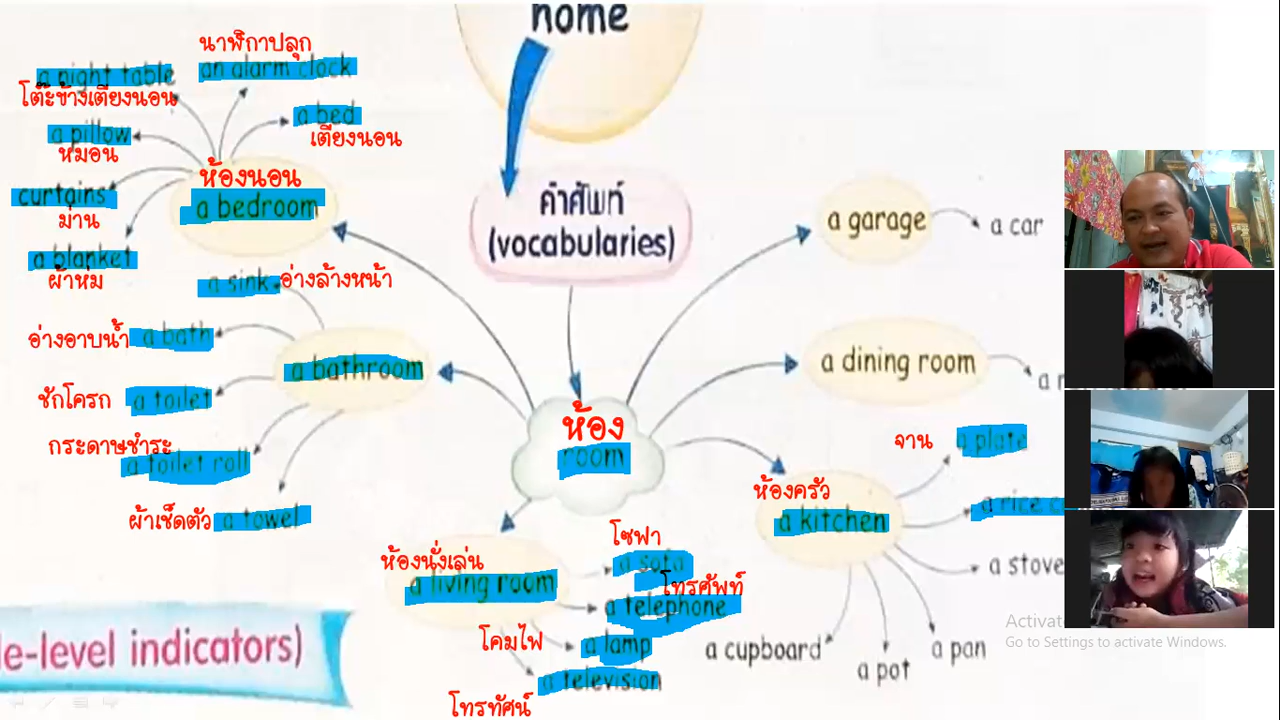 home
คำศัพท์
(vocabularies)
นาฬิกาปลุก
an alarm clock
a night table
โต๊ะข้างเตียงนอน
a bed
เตียงนอน
a pillow
หมอน
ห้องนอน
a bedroom
curtains
ม่าน
a blanket
ผ้าห่ม
a sink
อ่างล้างหน้า
อ่างอาบน้ำ a bath
a bathroom
ชักโครก a toilet
กระดาษชำระ
a toilet roll
ผ้าเช็ดตัว a towel
ห้อง
room
a garage
a car
a dining room
a
จาน a plate
ห้องครัว
a kitchen
a rice
a stove
a cupboard
a pot
a pan
ห้องนั่งเล่น
a living room
โซฟา
a sofa
โทรศัพท์
a telephone
โคมไฟ a lamp
a television
โทรทัศน์
de-level indicators)
Activat
Go to Settings to activate Windows.